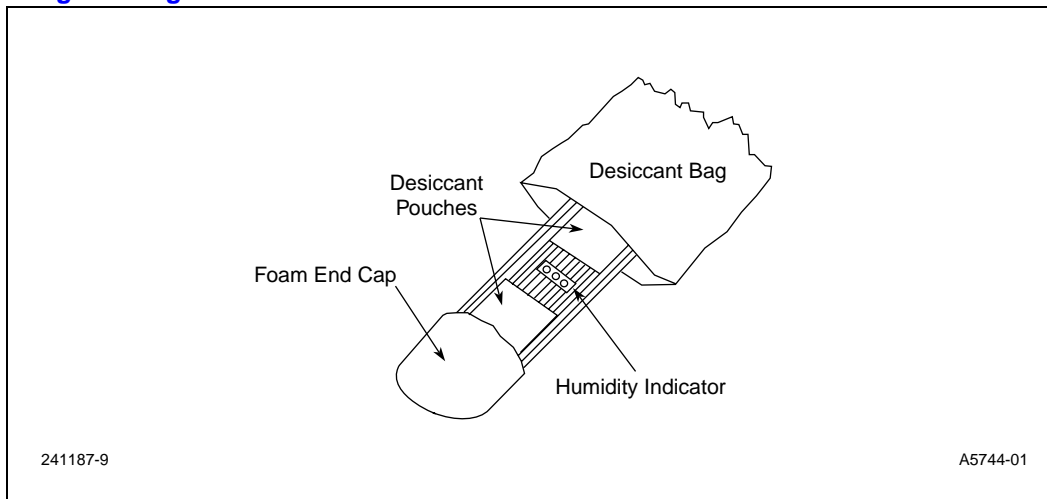 Desiccant Bag
Desiccant
Pouches
Foam End Cap
Humidity Indicator
241187-9
A5744-01